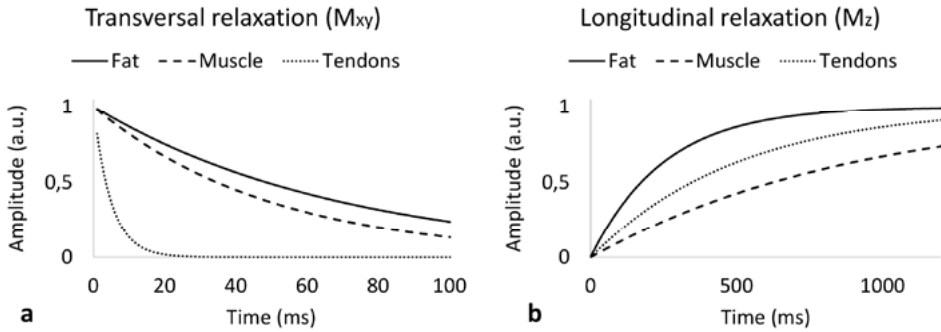 Transversal relaxation (Mxy)
Fat Muscle Tendons
1
0,5
0
Amplitude (a.u.)
0 20 40 60 80 100
Time (ms)
a
Longitudinal relaxation (Mz)
Fat Muscle Tendons
1
0,5
0
Amplitude (a.u.)
0 500 1000
Time (ms)
b